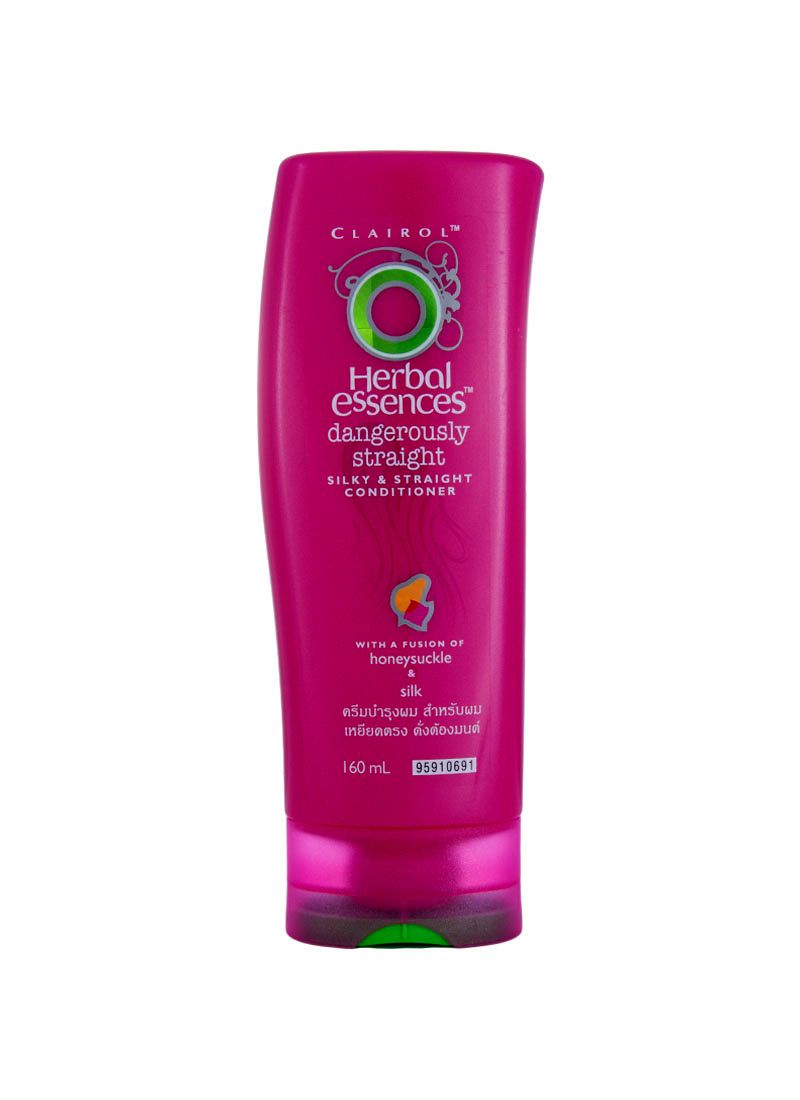 CLAIROL™
Herbal
essences™
dangerously
straight
SILKY & STRAIGHT
CONDITIONER
WITH A FUSION OF
honeysuckle
&
silk
ครีมบำรุงผม สำหรับผม
เหยียดตรง ดั่งต้องมนต์
160 mL 95910691